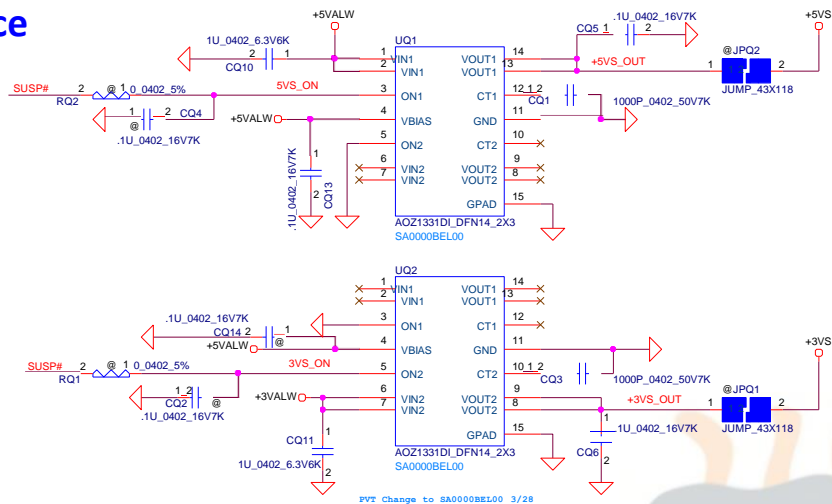 ce
+5VALW
1U_0402_6.3V6K
2 1
CQ10
UQ1
1 VIN1
2 VIN1
3 ON1
4 VBIAS
5 ON2
6 VIN2
7 VIN2
VOUT1 14
VOUT1 13
CT1 12
GND 11
CT2 10
VOUT2 9
VOUT2 8
GPAD 15
AOZ1331DI_DFN14_2X3
SA0000BEL00
SUSP# 2 @ 1 0_0402_5%
RQ2
5VS_ON
1 2 CQ4
@
.1U_0402_16V7K
+5VALW
1
.1U_0402_16V7K
CQ13
2
CQ5 1 2
.1U_0402_16V7K
+5VS_OUT
1 2
CQ1
1000P_0402_50V7K
+5VS
@JPQ2
1 2
JUMP_43X118
UQ2
1 VIN1
2 VIN1
3 ON1
4 VBIAS
5 ON2
6 VIN2
7 VIN2
VOUT1 14
VOUT1 13
CT1 12
GND 11
CT2 10
VOUT2 9
VOUT2 8
GPAD 15
AOZ1331DI_DFN14_2X3
SA0000BEL00
.1U_0402_16V7K
CQ14 2 1
@
+5VALW
SUSP# 2 @ 1 0_0402_5%
RQ1
3VS_ON
1 2
CQ2 @
.1U_0402_16V7K
+3VALW
1
CQ11
1U_0402_6.3V6K
2
1 2
CQ3
1000P_0402_50V7K
+3VS_OUT
1
.1U_0402_16V7K
CQ6
2
+3VS
@JPQ1
1 2
JUMP_43X118
PVT Change to SA0000BEL00 3/28